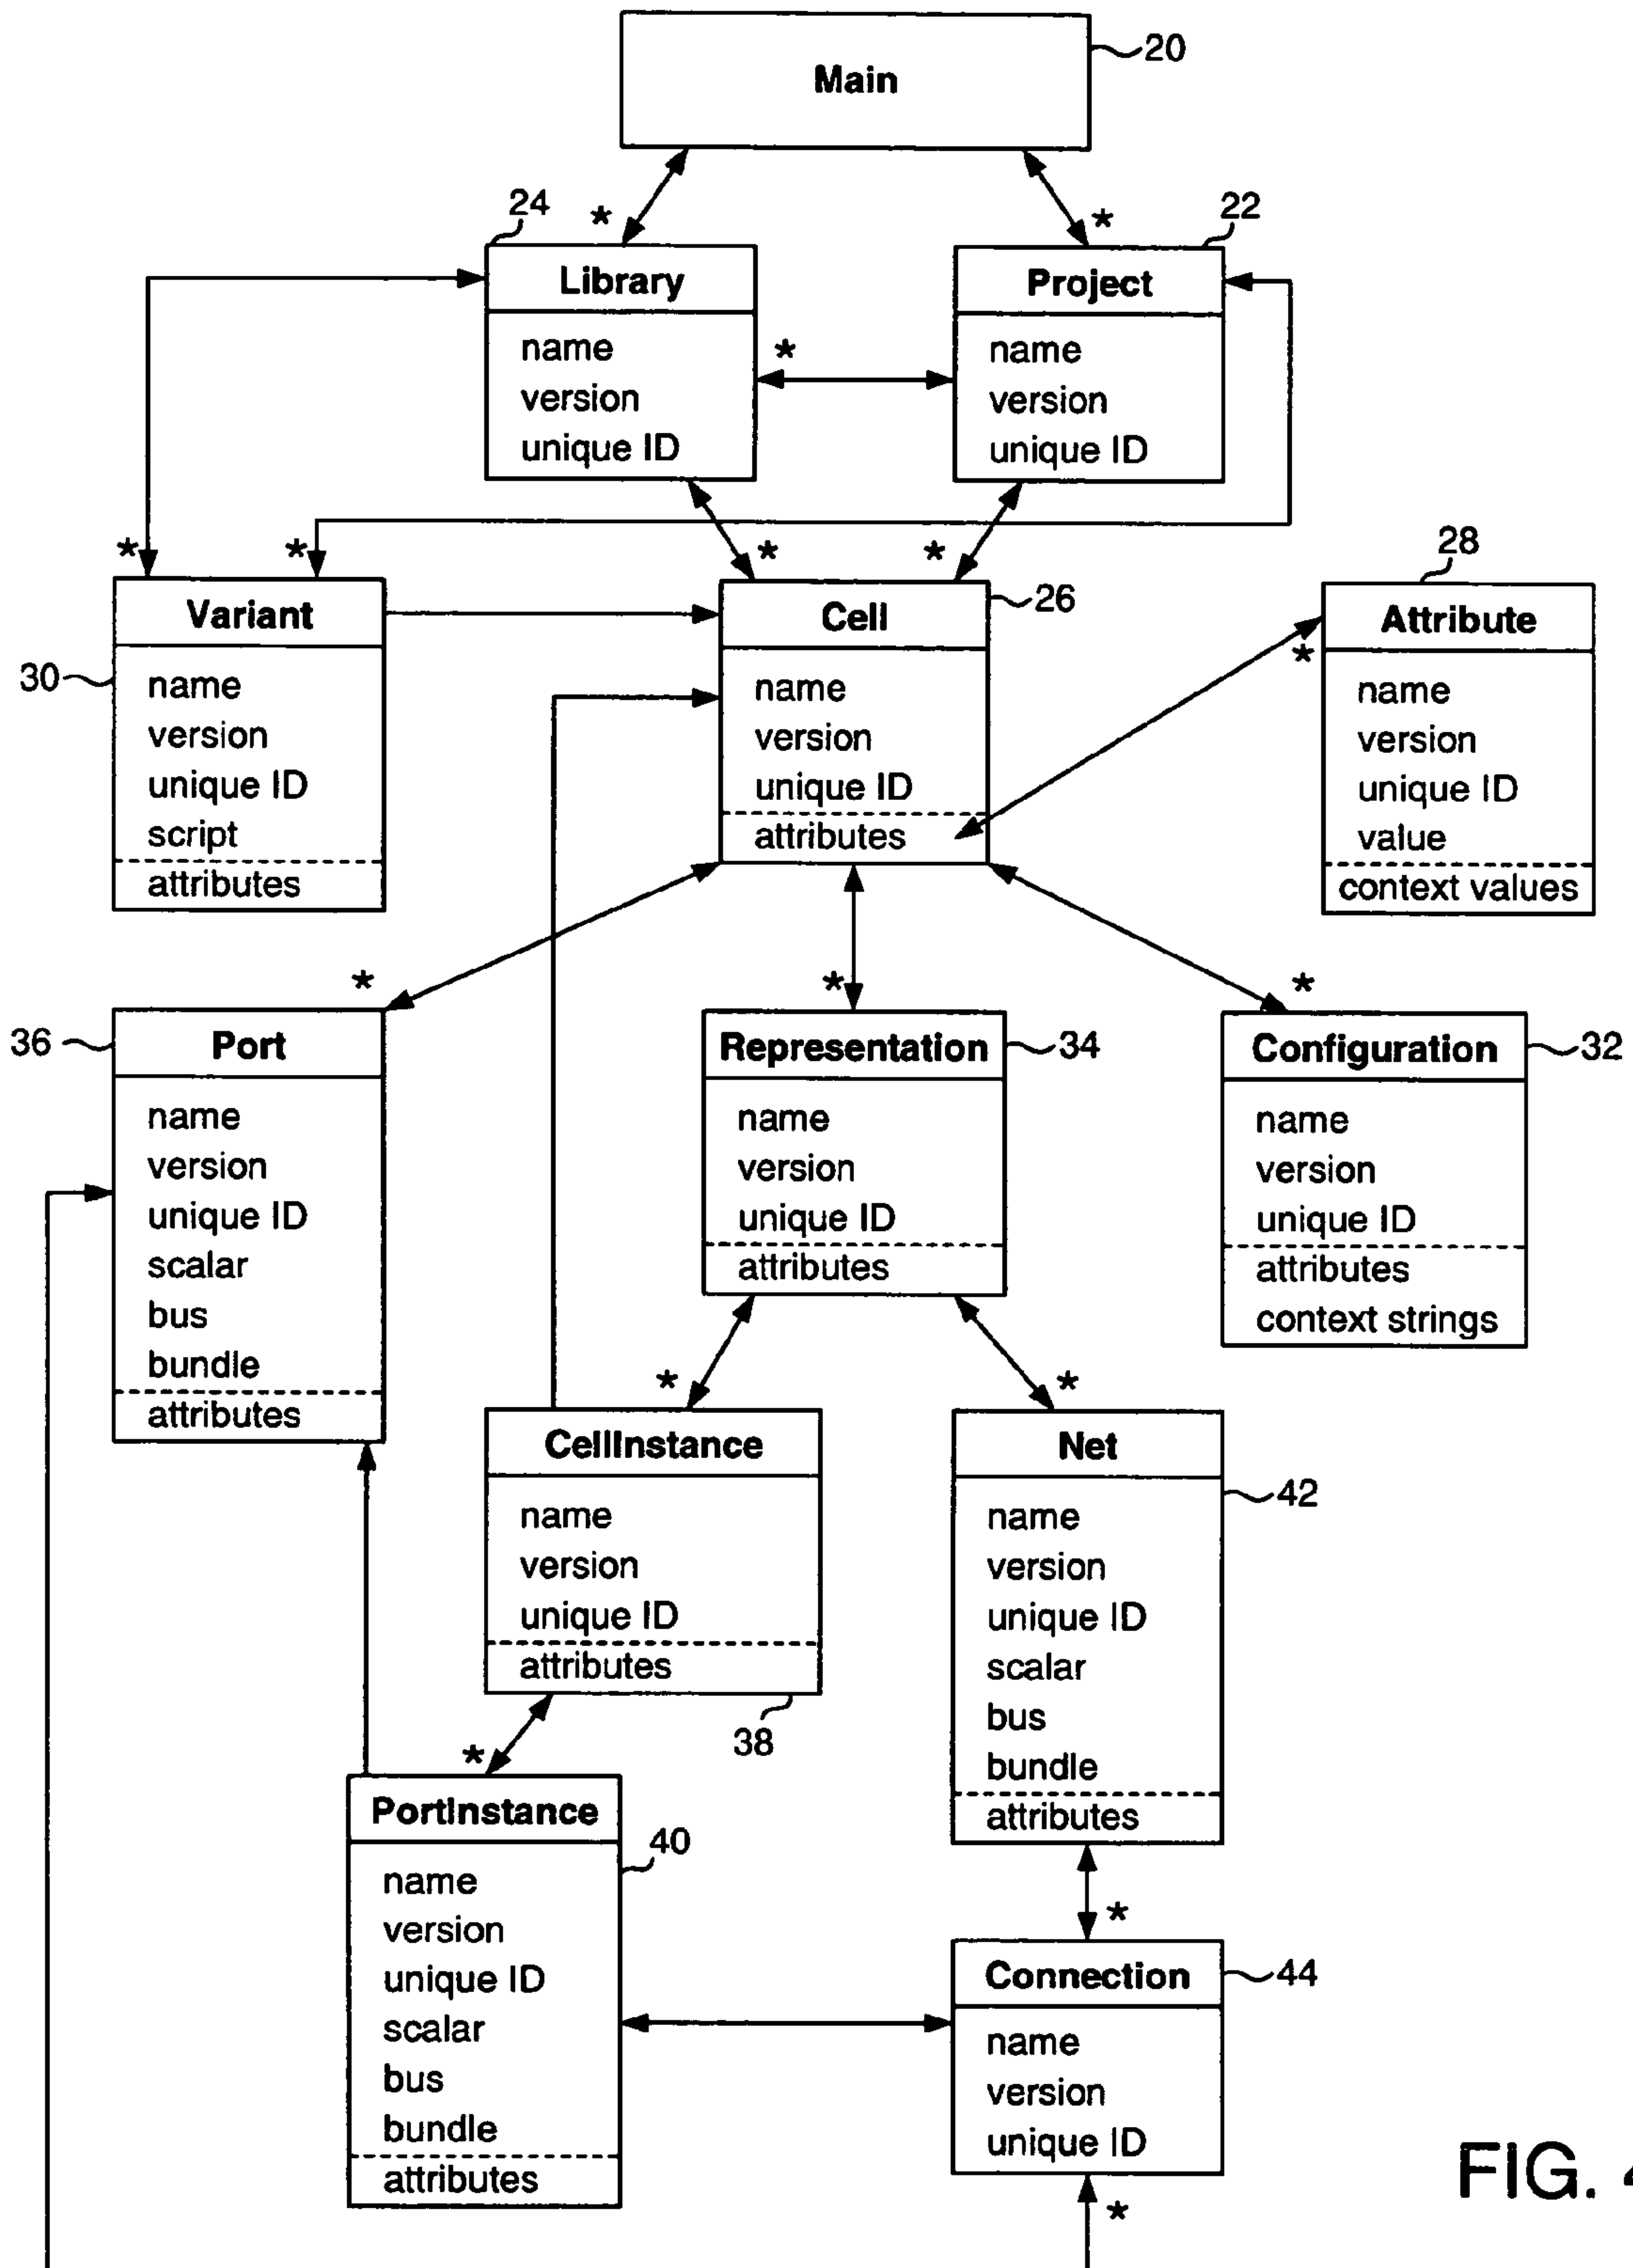 Main
20
*
*
24
22
Library
name
version
unique ID
*
Project
name
version
unique ID
*
*
*
*
28
Variant
30
name
version
unique ID
script
attributes
Cell
26
name
version
unique ID
attributes
Attribute
*
name
version
unique ID
value
context values
*
*
*
36
Port
name
version
unique ID
scalar
bus
bundle
attributes
Representation
34
name
version
unique ID
attributes
Configuration
32
name
version
unique ID
attributes
context strings
*
*
CellInstance
name
version
unique ID
attributes
38
Net
42
name
version
unique ID
scalar
bus
bundle
attributes
*
PortInstance
40
name
version
unique ID
scalar
bus
bundle
attributes
*
Connection
44
name
version
unique ID
*
FIG. 4